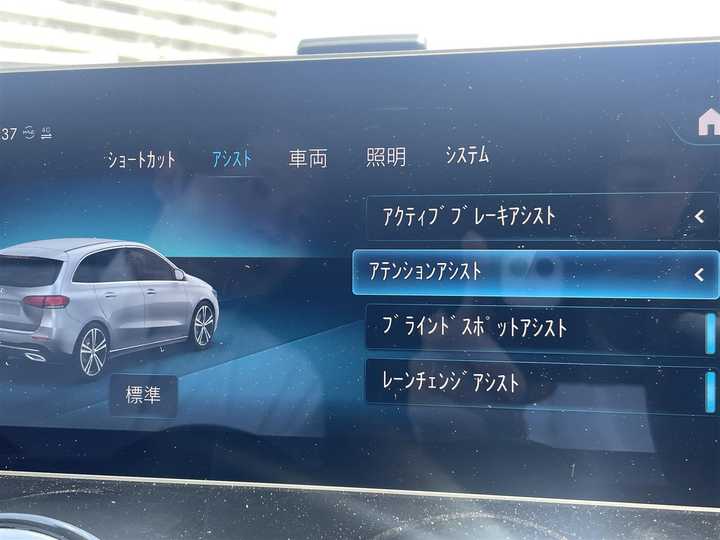 37 4G
ショートカット アシスト 車両 照明 システム
アクティブブレーキアシスト
アテンションアシスト
ブラインドスポットアシスト
レーンチェンジアシスト
標準